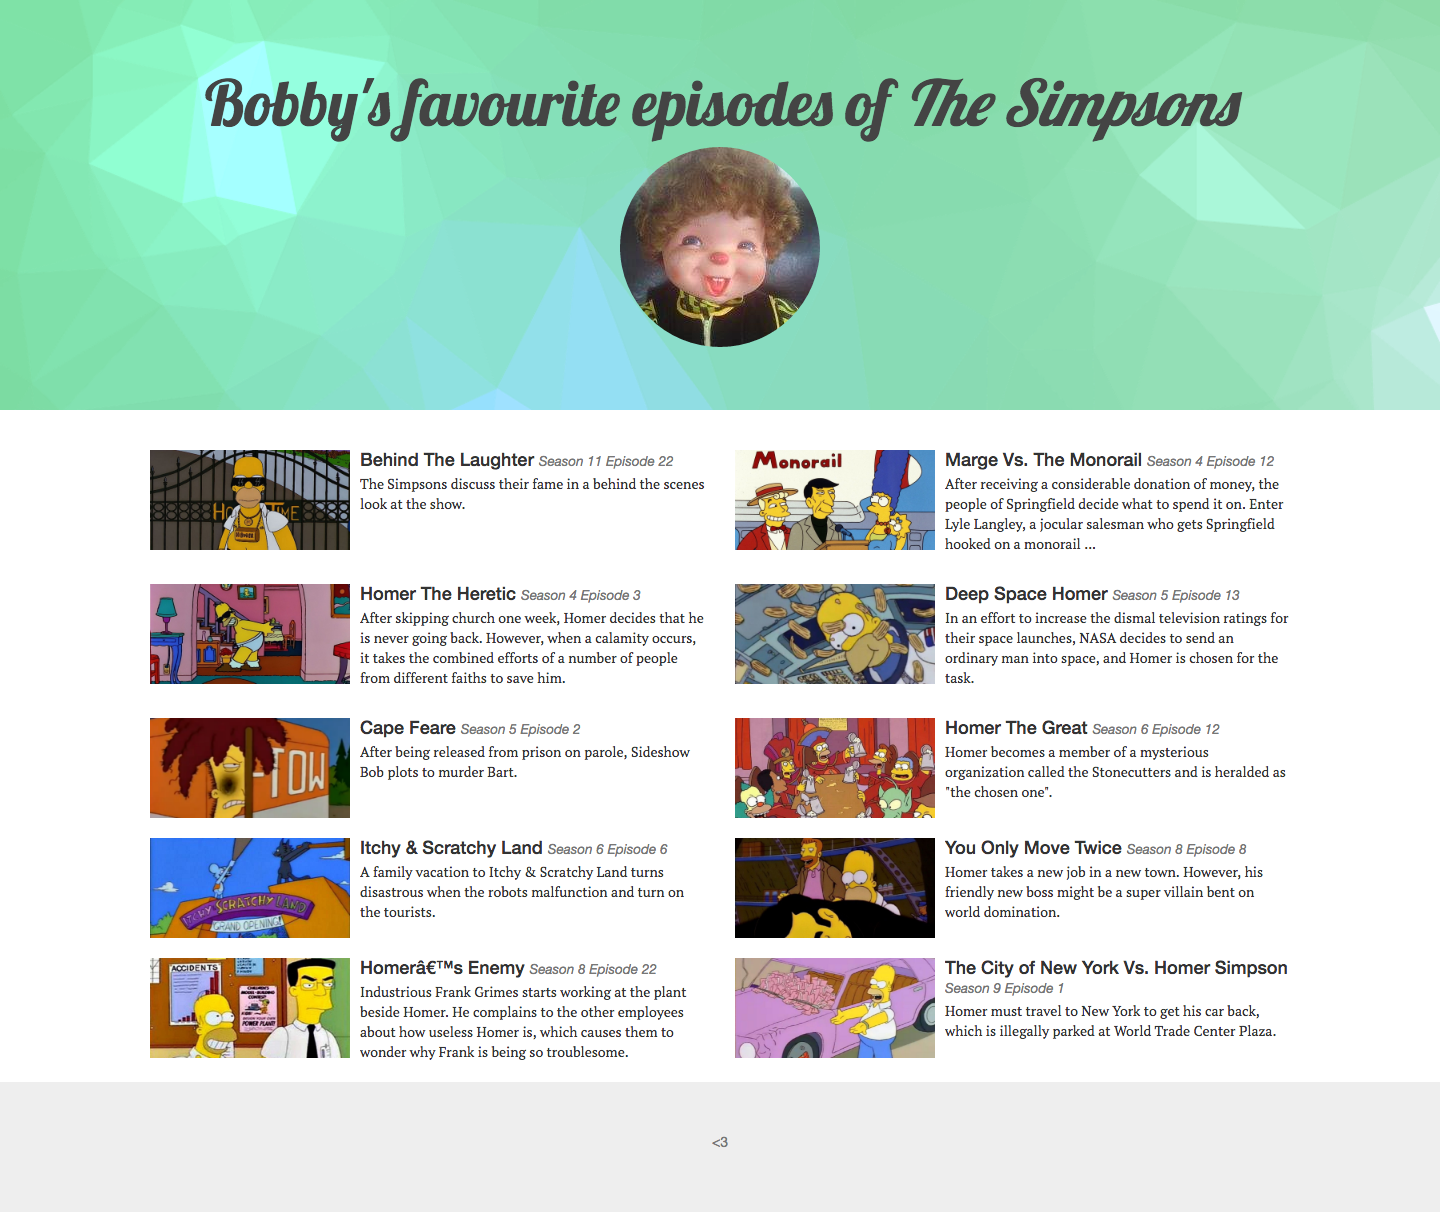 Bobby's favourite episodes of The Simpsons
Behind The Laughter Season 11 Episode 22
The Simpsons discuss their fame in a behind the scenes
look at the show.
Monorail
Marge Vs. The Monorail Season 4 Episode 12
After receiving a considerable donation of money, the
people of Springfield decide what to spend it on. Enter
Lyle Langley, a jocular salesman who gets Springfield
hooked on a monorail ...
Homer The Heretic Season 4 Episode 3
After skipping church one week, Homer decides that he
is never going back. However, when a calamity occurs,
it takes the combined efforts of a number of people
from different faiths to save him.
Deep Space Homer Season 5 Episode 13
In an effort to increase the dismal television ratings for
their space launches, NASA decides to send an
ordinary man into space, and Homer is chosen for the
task.
TOW
Cape Feare Season 5 Episode 2
After being released from prison on parole, Sideshow
Bob plots to murder Bart.
Homer The Great Season 6 Episode 12
Homer becomes a member of a mysterious
organization called the Stonecutters and is heralded as
"the chosen one".
ITCHY & SCRATCHY LAND
GRAND OPENING!
Itchy & Scratchy Land Season 6 Episode 6
A family vacation to Itchy & Scratchy Land turns
disastrous when the robots malfunction and turn on
the tourists.
You Only Move Twice Season 8 Episode 8
Homer takes a new job in a new town. However, his
friendly new boss might be a super villain bent on
world domination.
ACCIDENTS
CHILDREN'S
MODEL-BUILDING
CONTEST
POWER PLANT!
Homerâ€™s Enemy Season 8 Episode 22
Industrious Frank Grimes starts working at the plant
beside Homer. He complains to the other employees
about how useless Homer is, which causes them to
wonder why Frank is being so troublesome.
The City of New York Vs. Homer Simpson
Season 9 Episode 1
Homer must travel to New York to get his car back,
which is illegally parked at World Trade Center Plaza.
<3